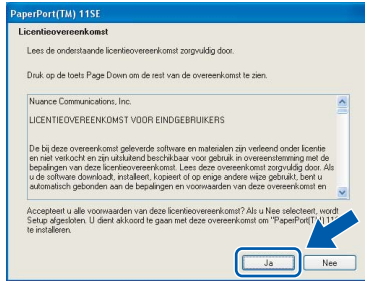 PaperPort(TM) 11SE
Licentieovereenkomst
Lees de onderstaande licentieovereenkomst zorgvuldig door.
Druk op de toets Page Down om de rest van de overeenkomst te zien.
Nuance Communications, Inc.
LICENTIEOVEREENKOMST VOOR EINDGEBRUIKERS
De bij deze overeenkomst geleverde software en materialen zijn verleend onder licentie
en niet verkocht en zijn uitsluitend beschikbaar voor gebruik in overeenstemming met de
bepalingen van deze licentieovereenkomst. Lees deze overeenkomst zorgvuldig door. Als
u de software downloadt, installeert, kopieert of op enige andere wijze gebruikt, bent u
automatisch gebonden aan de bepalingen en voorwaarden van deze overeenkomst en
Accepteert u alle voorwaarden van deze licentieovereenkomst? Als u Nee selecteert, wordt
Setup afgesloten. U dient akkoord te gaan met deze overeenkomst om "PaperPort(TM) 11
te installeren.
Ja
Nee